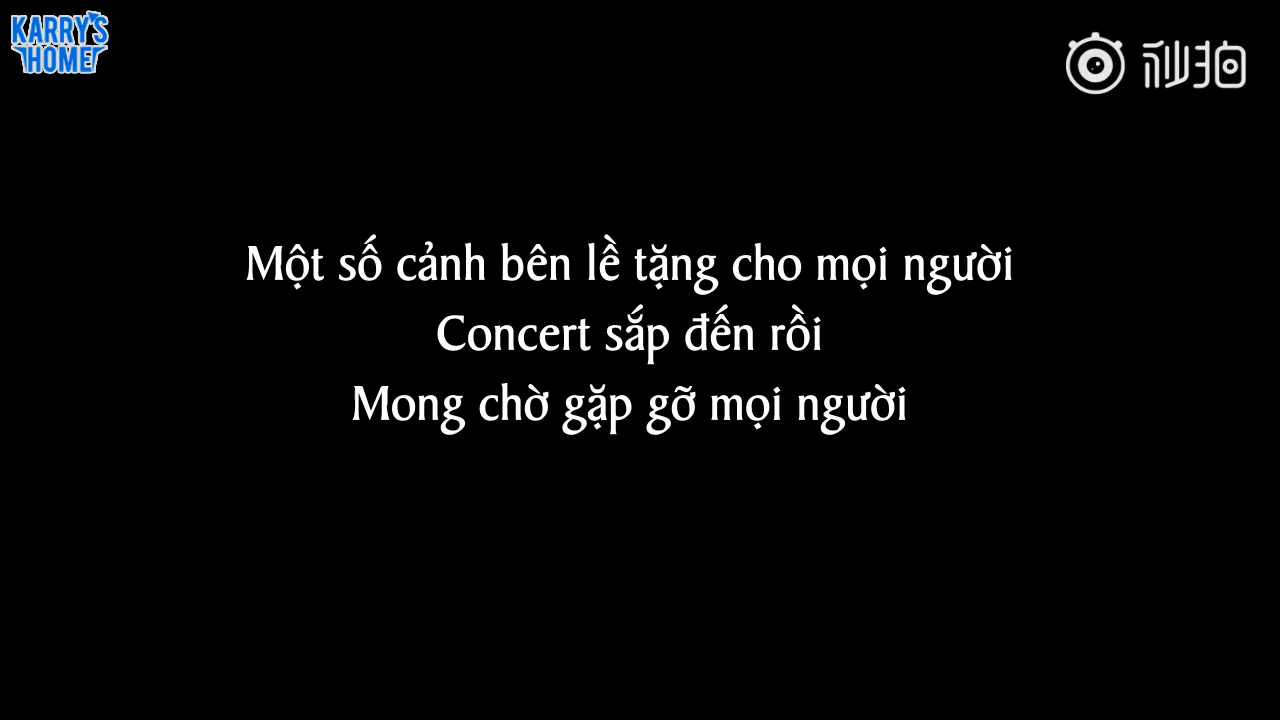 KARRY'S
HOME
秒拍
Một số cảnh bên lề tặng cho mọi người
Concert sắp đến rồi
Mong chờ gặp gỡ mọi người